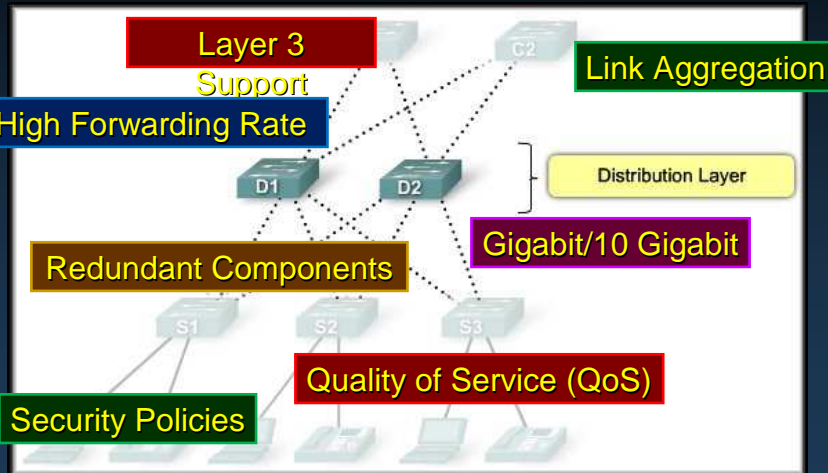 Layer 3
Support
C2
Link Aggregation
High Forwarding Rate
D1
D2
Distribution Layer
Gigabit/10 Gigabit
Redundant Components
S1
S2
S3
Quality of Service (QoS)
Security Policies